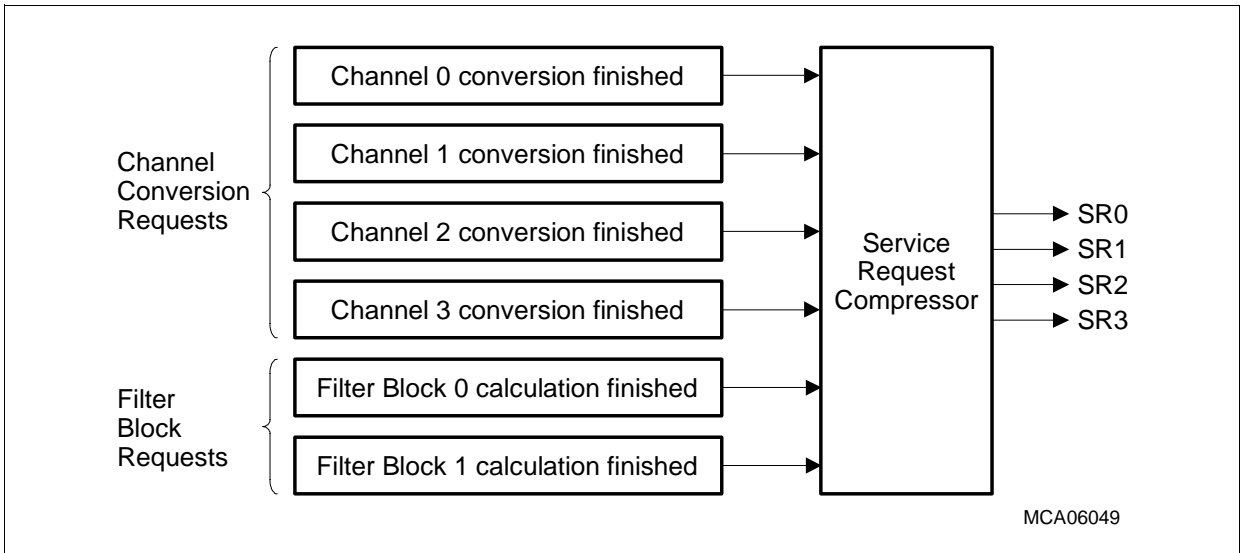 Channel
Conversion
Requests
Channel 0 conversion finished
Channel 1 conversion finished
Channel 2 conversion finished
Channel 3 conversion finished
Filter
Block
Requests
Filter Block 0 calculation finished
Filter Block 1 calculation finished
Service
Request
Compressor
SR0
SR1
SR2
SR3
MCA06049